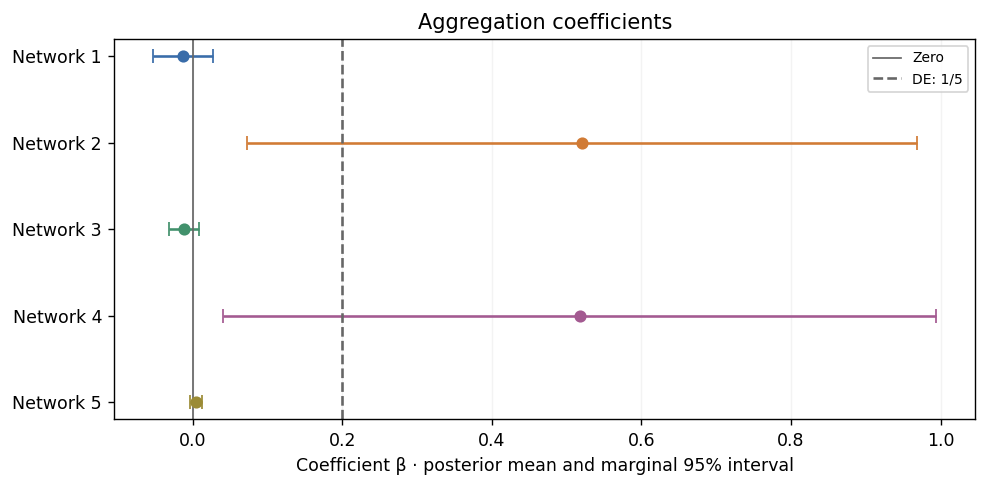 Aggregation coefficients
Network 1
Network 2
Network 3
Network 4
Network 5
Zero
DE: 1/5
0.0 0.2 0.4 0.6 0.8 1.0
Coefficient β · posterior mean and marginal 95% interval